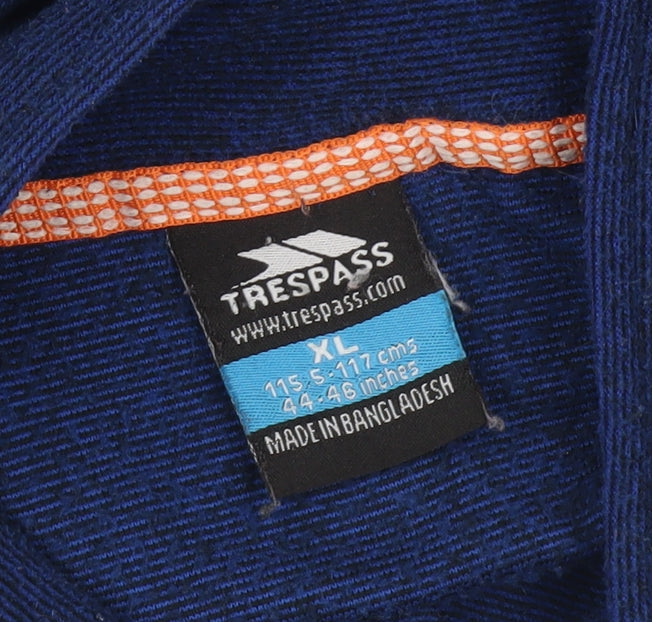 TRESPASS
www.trespass.com
XL
115.5-117 cms
44-46 inches
MADE IN BANGLADESH